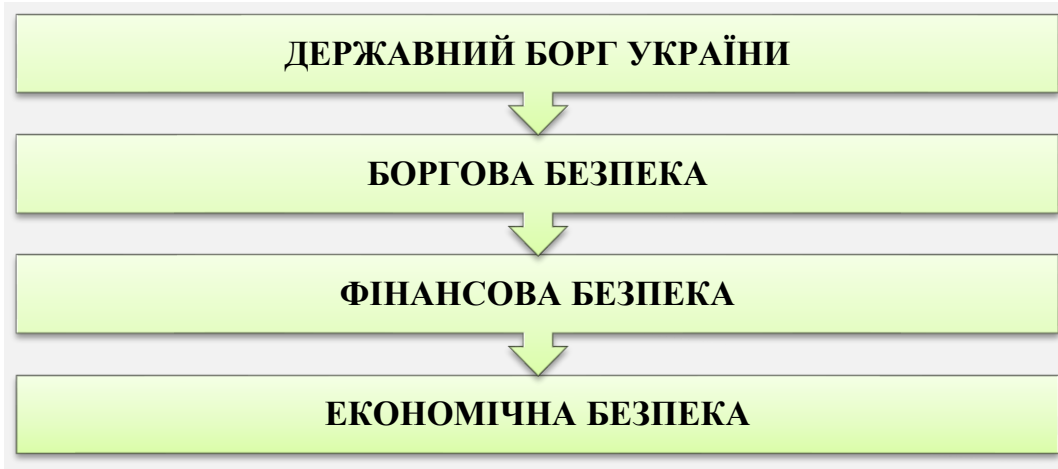 ДЕРЖАВНИЙ БОРГ УКРАЇНИ
БОРГОВА БЕЗПЕКА
ФІНАНСОВА БЕЗПЕКА
ЕКОНОМІЧНА БЕЗПЕКА